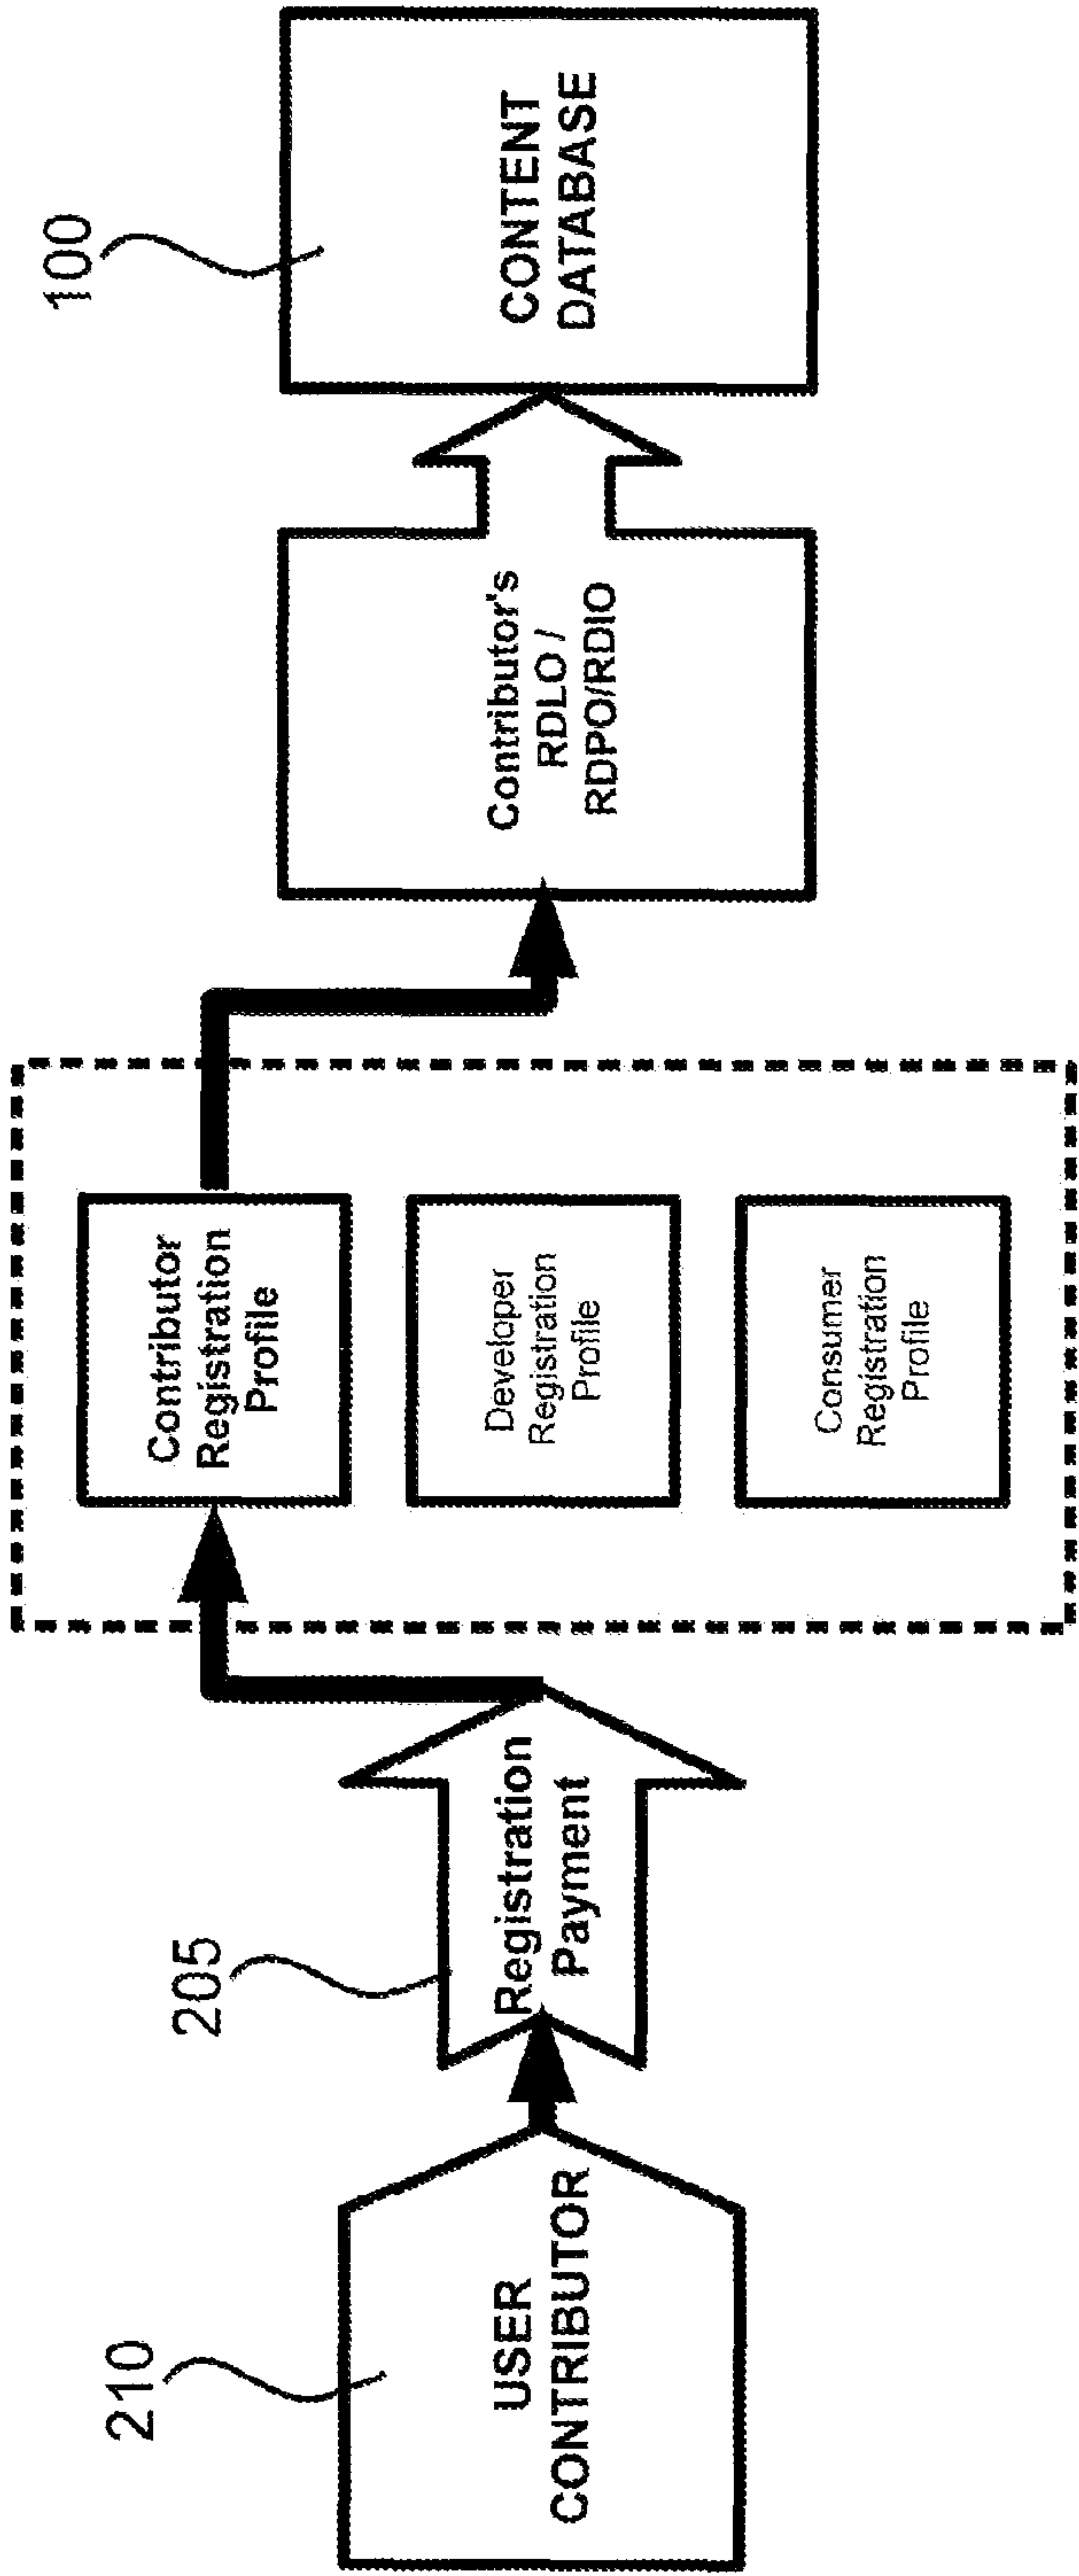 210
USER
CONTRIBUTOR
205
Registration
Payment
Contributor
Registration
Profile
Developer
Registration
Profile
Consumer
Registration
Profile
Contributor's
RDLO /
RDPO/RDIO
100
CONTENT
DATABASE